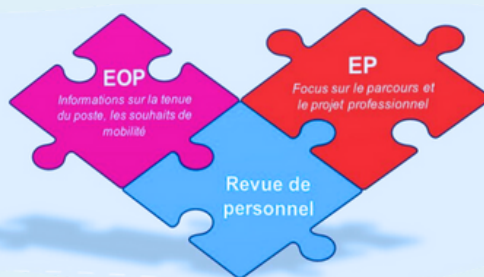 EOP
Informations sur la tenue
du poste, les souhaits de
mobilité
EP
Focus sur le parcours et
le projet professionnel
Revue de
personnel